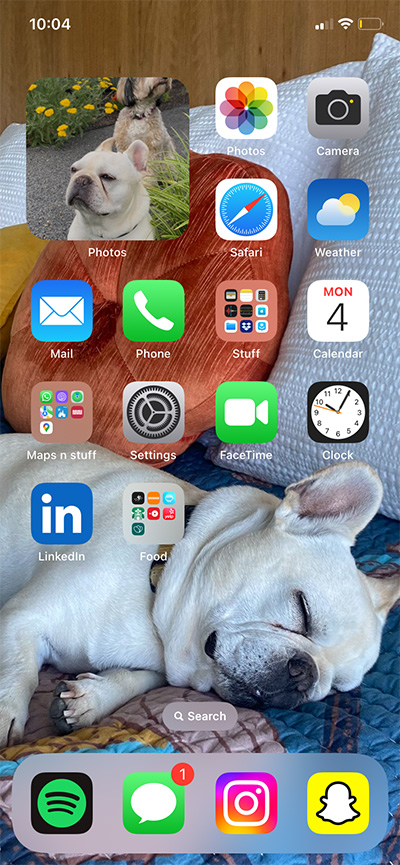 10:04
Photos
Camera
Photos
Safari
Weather
Mail
Phone
Stuff
MON
4
Calendar
Maps n stuff
Settings
FaceTime
Clock
in
LinkedIn
Food
Search
1